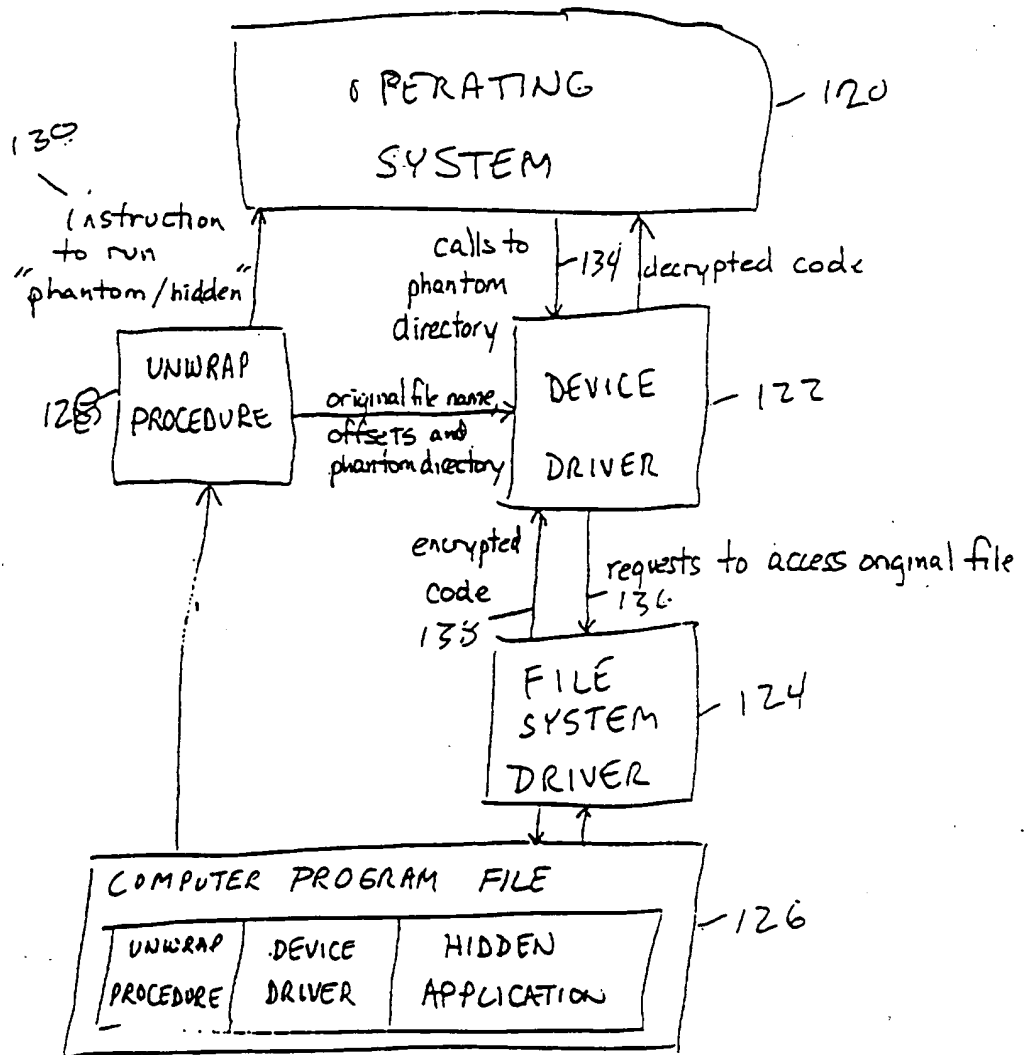 OPERATING
SYSTEM
120
130
instruction
to run
"phantom/hidden"
calls to
phantom
directory
134
decrypted code
UNWRAP
PROCEDURE
128
original file name,
offsets and
phantom directory
DEVICE
DRIVER
122
encrypted
code
138
requests to access original file
136
FILE
SYSTEM
DRIVER
124
COMPUTER PROGRAM FILE
126
UNWRAP
PROCEDURE
DEVICE
DRIVER
HIDDEN
APPLICATION